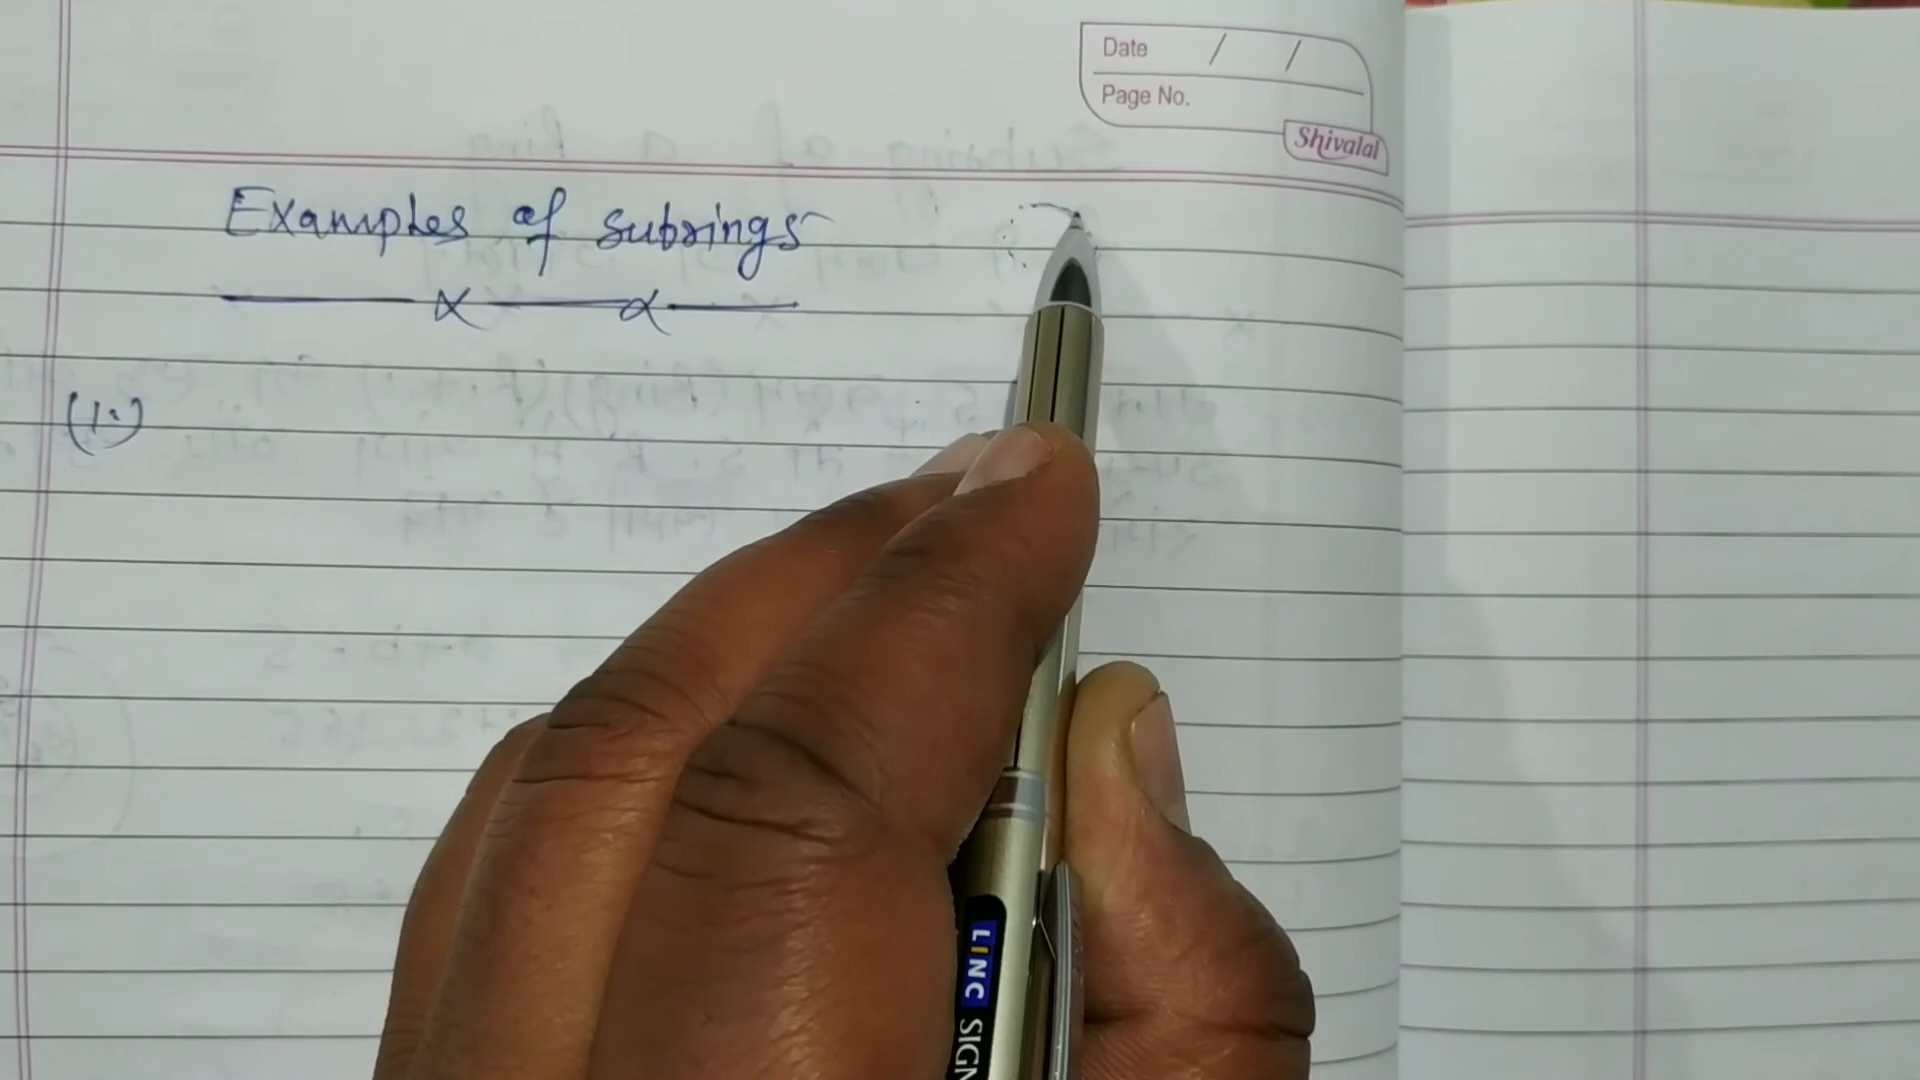 Date / /
Page No.
Shivalal
Examples of subrings
(1.)
LINC SIGN